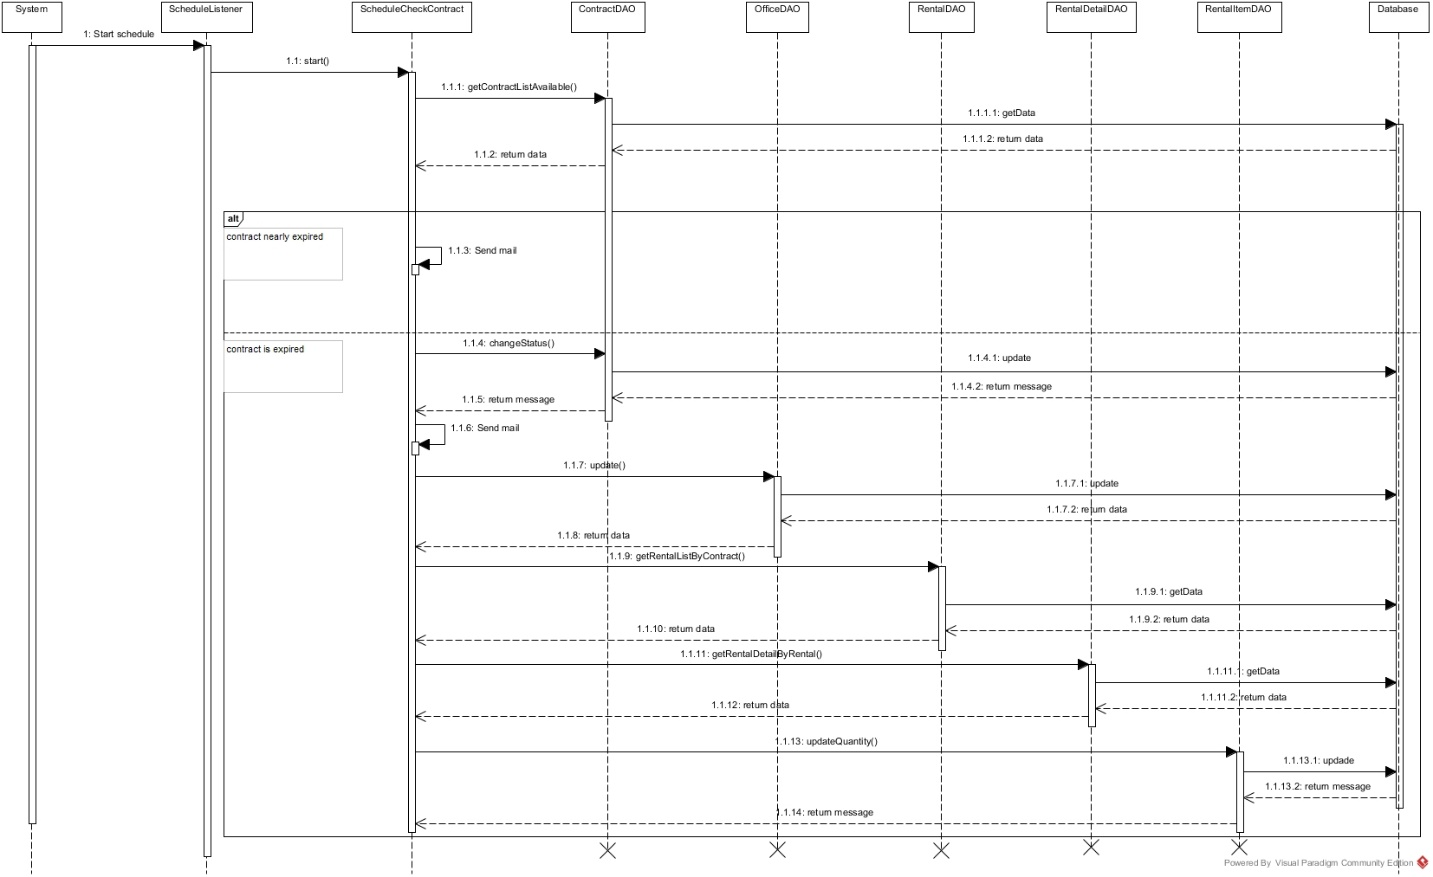 System
ScheduleListener
ScheduleCheckContract
ContractDAO
OfficeDAO
RentalDAO
RentalDetailDAO
RentalItemDAO
Database
1: Start schedule
1.1: start()
1.1.1: getContractListAvailable()
1.1.1.1: getData
1.1.1.2: return data
1.1.2: return data
alt
contract nearly expired
1.1.3: Send mail
contract is expired
1.1.4: changeStatus()
1.1.4.1: update
1.1.4.2: return message
1.1.5: return message
1.1.6: Send mail
1.1.7: update()
1.1.7.1: update
1.1.7.2: return data
1.1.8: return data
1.1.9: getRentalListByContract()
1.1.9.1: getData
1.1.9.2: return data
1.1.10: return data
1.1.11: getRentalDetailByRental()
1.1.11.1: getData
1.1.11.2: return data
1.1.12: return data
1.1.13: updateQuantity()
1.1.13.1: updade
1.1.13.2: return message
1.1.14: return message
Powered By Visual Paradigm Community Edition